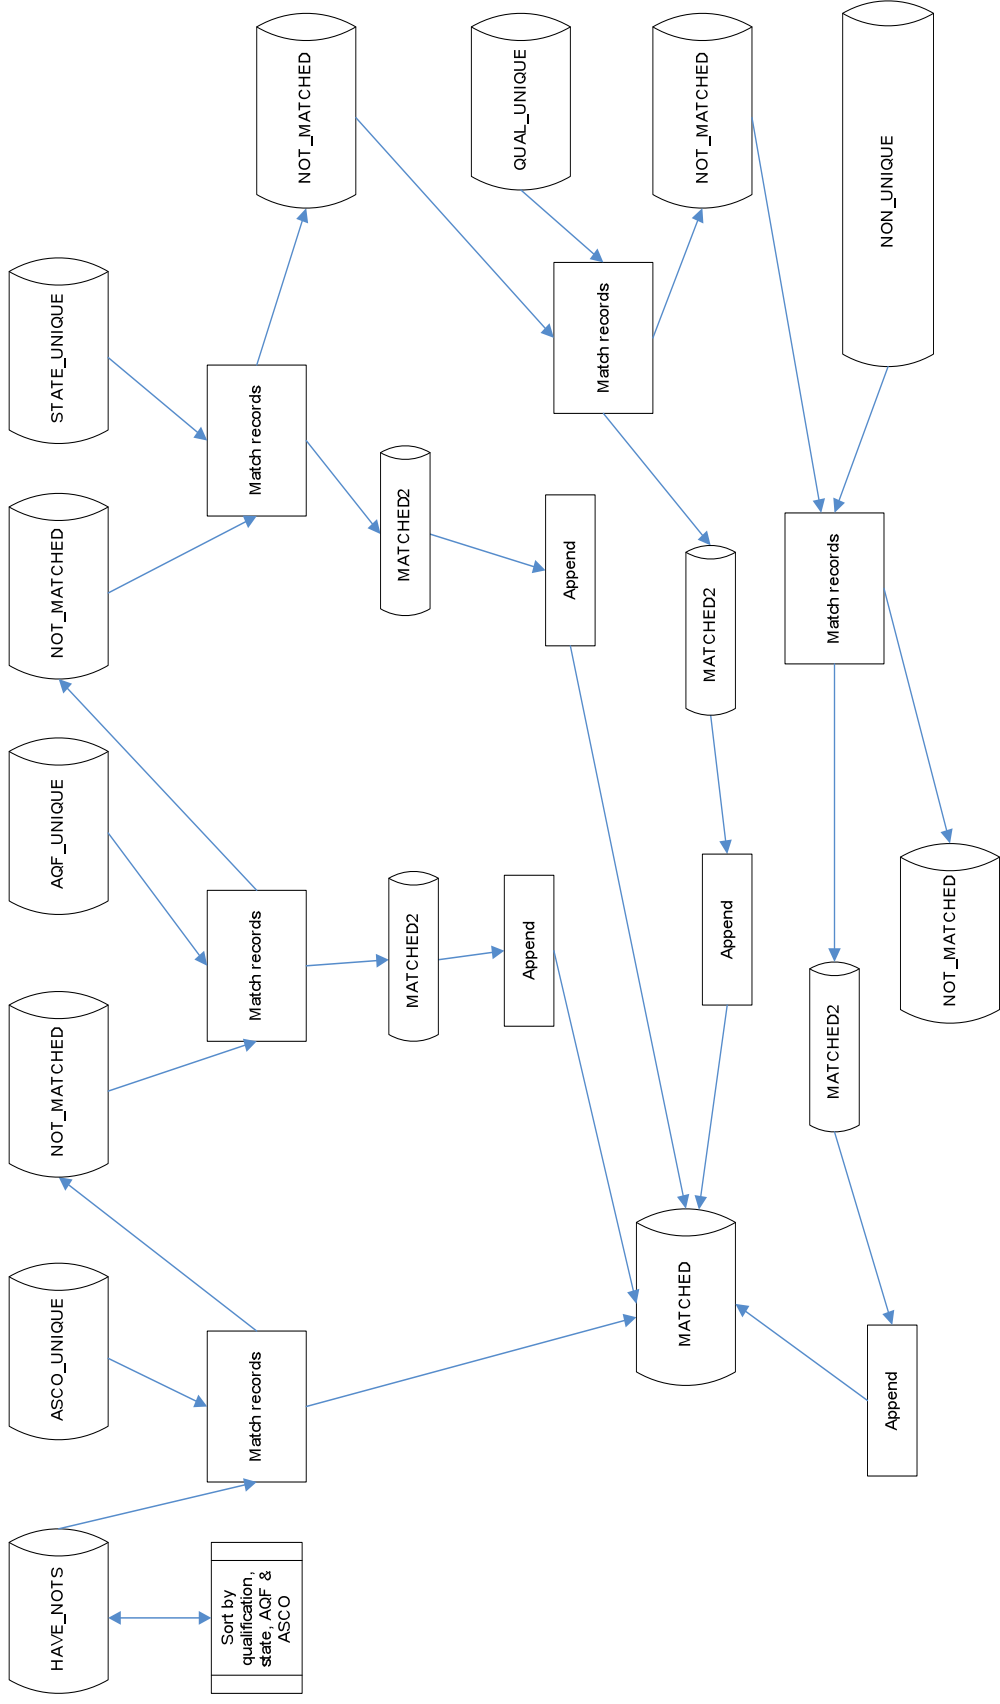 HAVE_NOTS
ASCO_UNIQUE
NOT_MATCHED
AQF_UNIQUE
NOT_MATCHED
STATE_UNIQUE
Sort by
qualification,
state, AQF &
ASCO
Match records
Match records
Match records
NOT_MATCHED
MATCHED2
MATCHED2
Append
Append
QUAL_UNIQUE
Match records
MATCHED
Append
MATCHED2
NOT_MATCHED
Append
MATCHED2
Match records
NON_UNIQUE
NOT_MATCHED